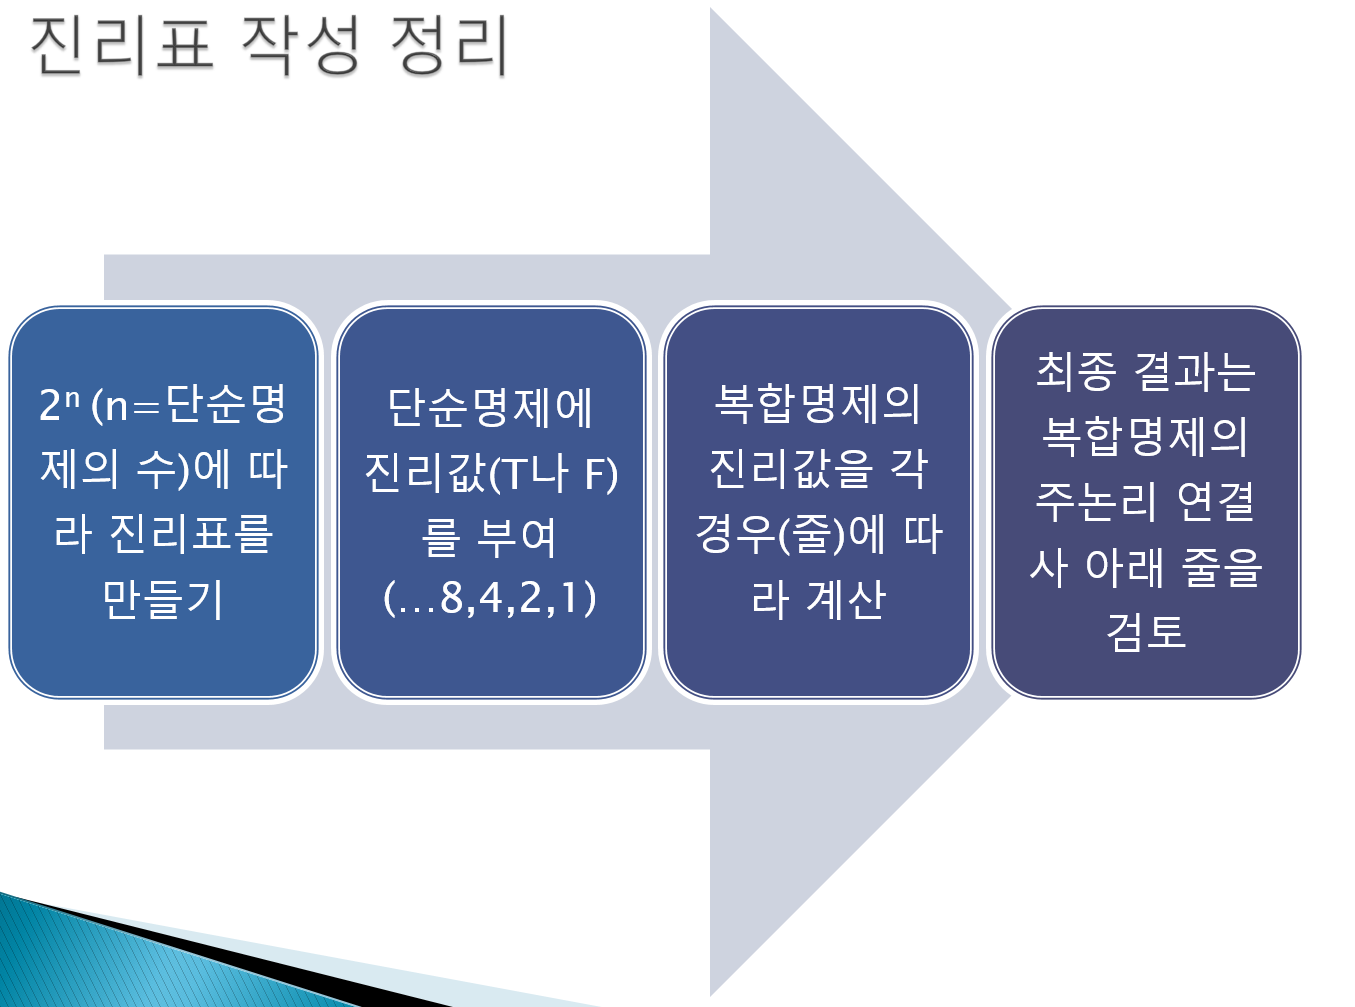 진리표 작성 정리
2ⁿ (n=단순명
제의 수)에 따
라 진리표를
만들기
단순명제에
진리값(T나 F)
를 부여
(...8,4,2,1)
복합명제의
진리값을 각
경우(줄)에 따
라 계산
최종 결과는
복합명제의
주논리 연결
사 아래 줄을
검토